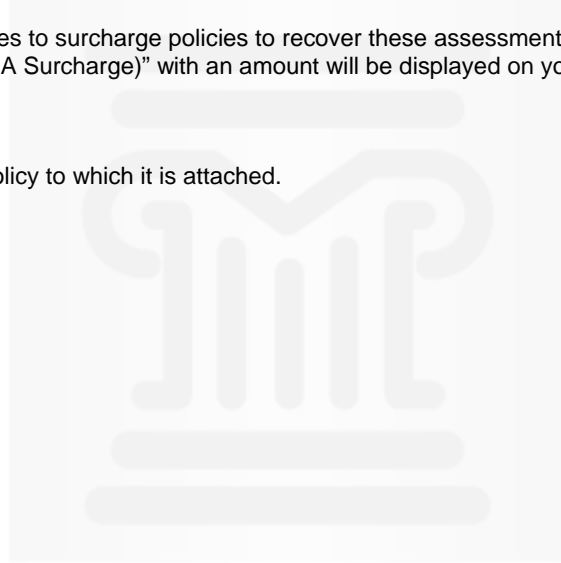 es to surcharge policies to recover these assessment
A Surcharge)” with an amount will be displayed on yo
licy to which it is attached.